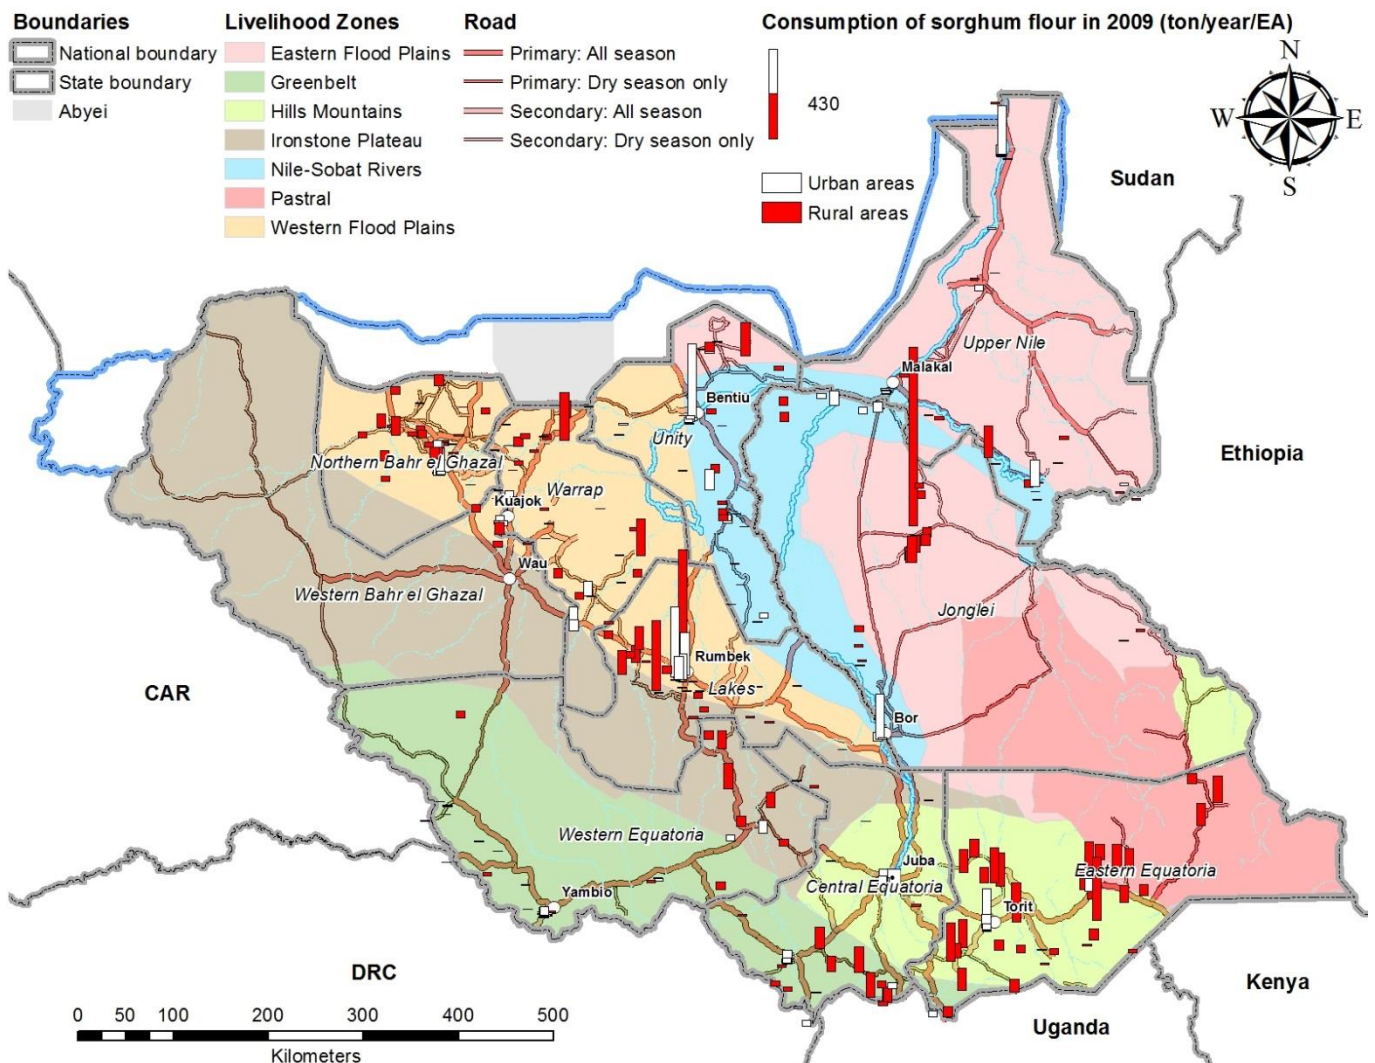 Boundaries
National boundary
State boundary
Abyei
Livelihood Zones
Eastern Flood Plains
Greenbelt
Hills Mountains
Ironstone Plateau
Nile-Sobat Rivers
Pastral
Western Flood Plains
Road
Primary: All season
Primary: Dry season only
Secondary: All season
Secondary: Dry season only
Consumption of sorghum flour in 2009 (ton/year/EA)
430
Urban areas
Rural areas
N
W E
S
Sudan
Upper Nile
Malakal
Bentiu
Unity
Ethiopia
Northern Bahr el Ghazal
Warrap
Kuajok
Wau
Western Bahr el Ghazal
Jonglei
Rumbek
Lakes
CAR
Bor
Western Equatoria
Juba
Central Equatoria
Eastern Equatoria
Yambio
Torit
DRC
Kenya
Uganda
0 50 100 200 300 400 500
Kilometers